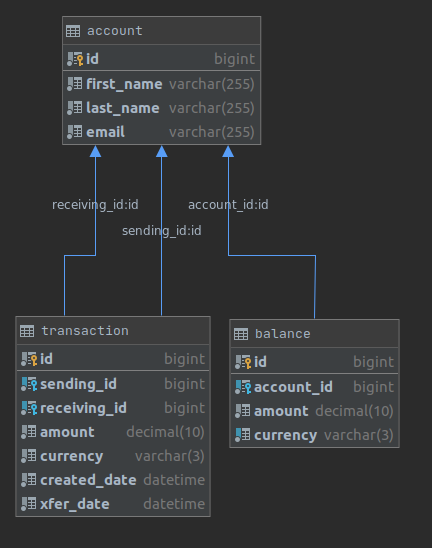 account
id bigint
first_name varchar(255)
last_name varchar(255)
email varchar(255)
receiving_id:id
account_id:id
sending_id:id
transaction
id bigint
sending_id bigint
receiving_id bigint
amount decimal(10)
currency varchar(3)
created_date datetime
xfer_date datetime
balance
id bigint
account_id bigint
amount decimal(10)
currency varchar(3)